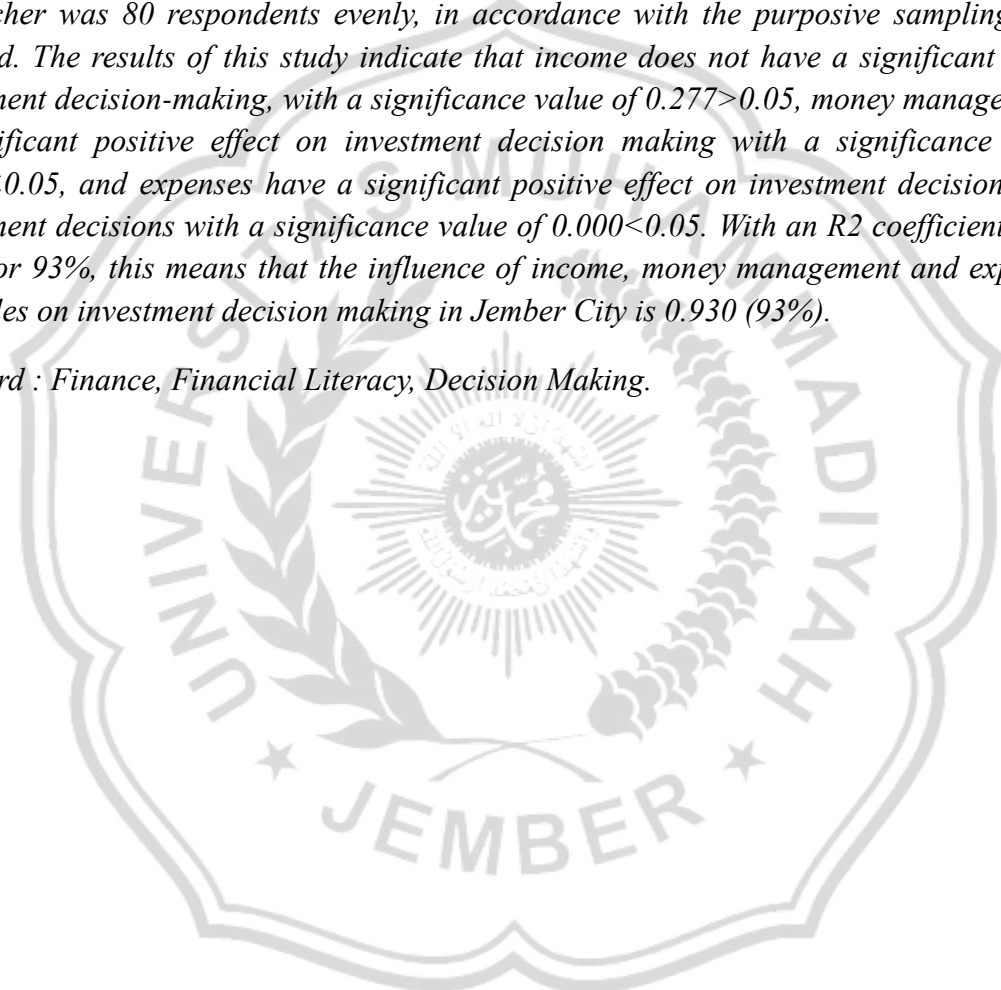 cher was 80 respondents evenly, in accordance with the purposive sampling
d. The results of this study indicate that income does not have a significant
ment decision-making, with a significance value of 0.277>0.05, money manage
ificant positive effect on investment decision making with a significance
0.05, and expenses have a significant positive effect on investment decision
ment decisions with a significance value of 0.000<0.05. With an R2 coefficient
or 93%, this means that the influence of income, money management and exp
les on investment decision making in Jember City is 0.930 (93%).
rd : Finance, Financial Literacy, Decision Making.
UNIVERSITAS MUHAMMADIYAH
JEMBER